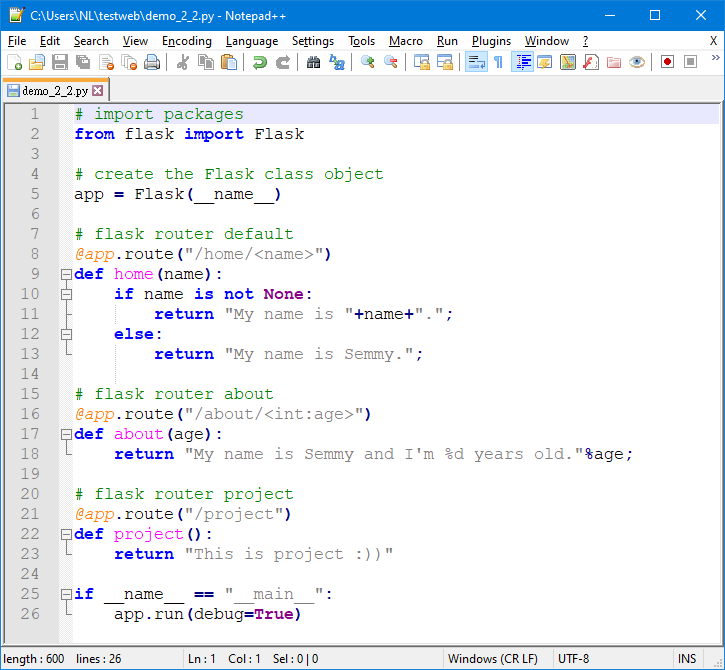 C:\Users\NL\testweb\demo_2_2.py - Notepad++
File Edit Search View Encoding Language Settings Tools Macro Run Plugins Window ? X
demo_2_2.py
1 # import packages
2 from flask import Flask
3
4 # create the Flask class object
5 app = Flask(__name__)
6
7 # flask router default
8 @app.route("/home/<name>")
9 def home(name):
10 if name is not None:
11 return "My name is "+name+".";
12 else:
13 return "My name is Semmy.";
14
15 # flask router about
16 @app.route("/about/<int:age>")
17 def about(age):
18 return "My name is Semmy and I'm %d years old."%age;
19
20 # flask router project
21 @app.route("/project")
22 def project():
23 return "This is project :))"
24
25 if __name__ == "__main__":
26 app.run(debug=True)
length : 600 lines : 26 Ln : 1 Col : 1 Sel : 0 | 0 Windows (CR LF) UTF-8 INS